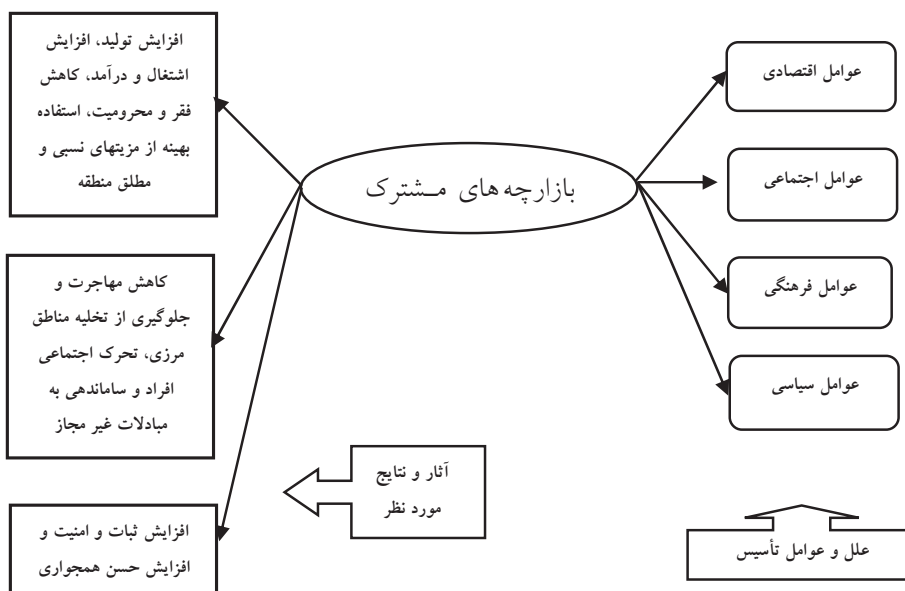 عوامل اقتصادی
عوامل اجتماعی
عوامل فرهنگی
عوامل سیاسی
علل و عوامل تأسیس
بازارچه های مشترک
افزایش تولید، افزایش
اشتغال و درآمد، کاهش
فقر و محرومیت، استفاده
بهینه از مزیتهای نسبی و
مطلق منطقه
کاهش مهاجرت و
جلوگیری از تخلیه مناطق
مرزی، تحرک اجتماعی
افراد و ساماندهی به
مبادلات غیر مجاز
افزایش ثبات و امنیت و
افزایش حسن همجواری
آثار و نتایج
مورد نظر